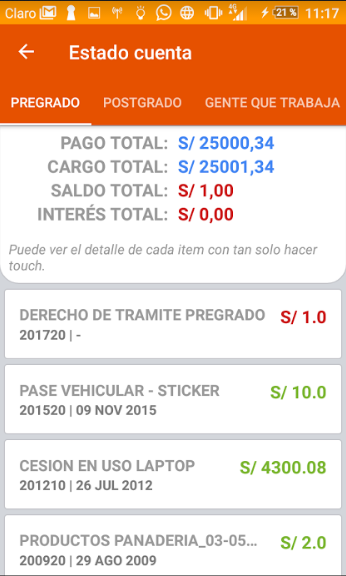 Claro 4G 21 % 11:17
Estado cuenta
PREGRADO POSTGRADO GENTE QUE TRABAJA
PAGO TOTAL: S/ 25000,34
CARGO TOTAL: S/ 25001,34
SALDO TOTAL: S/ 1,00
INTERÉS TOTAL: S/ 0,00
Puede ver el detalle de cada item con tan solo hacer
touch.
DERECHO DE TRAMITE PREGRADO S/ 1.0
201720 | -
PASE VEHICULAR - STICKER S/ 10.0
201520 | 09 NOV 2015
CESION EN USO LAPTOP S/ 4300.08
201210 | 26 JUL 2012
PRODUCTOS PANADERIA_03-05... S/ 2.0
200920 | 29 AGO 2009